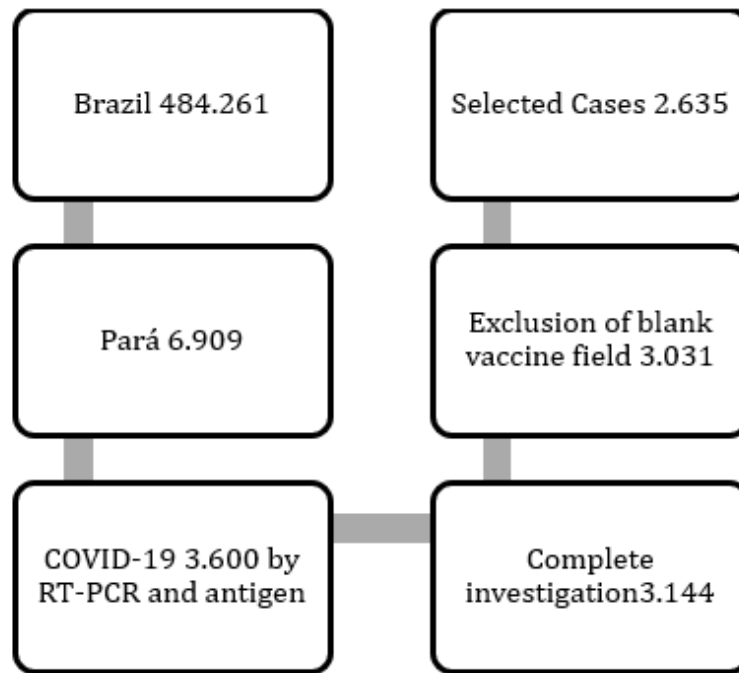 Brazil 484.261
Pará 6.909
COVID-19 3.600 by
RT-PCR and antigen
Complete
investigation3.144
Exclusion of blank
vaccine field 3.031
Selected Cases 2.635